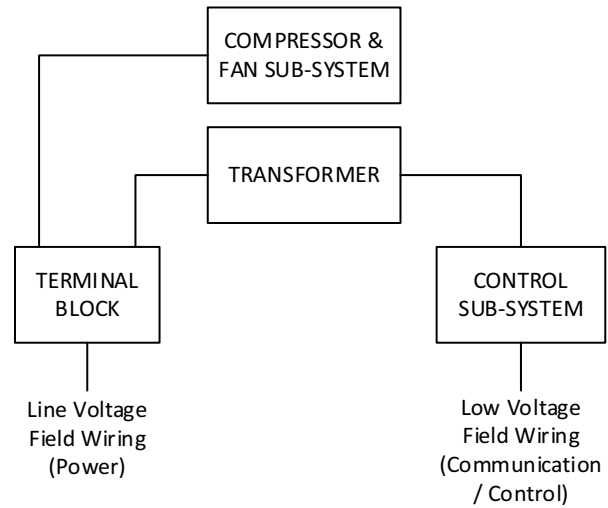 COMPRESSOR &
FAN SUB-SYSTEM
TRANSFORMER
TERMINAL
BLOCK
CONTROL
SUB-SYSTEM
Line Voltage
Field Wiring
(Power)
Low Voltage
Field Wiring
(Communication
/ Control)